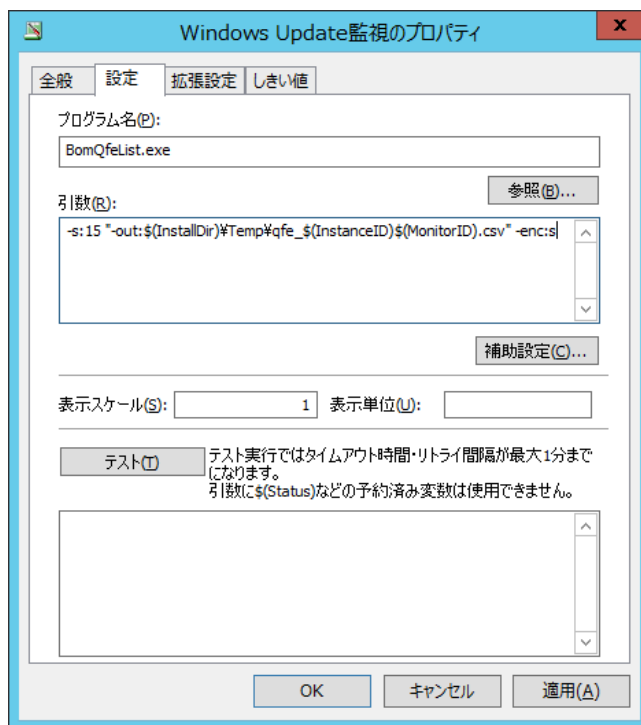 Windows Update監視のプロパティ
x
全般 設定 拡張設定 しきい値
プログラム名(P):
BomQfeList.exe
参照(B)...
引数(R):
-s:15 "-out:$(InstallDir)¥Temp¥qfe_$(InstanceID)$(MonitorID).csv" -enc:s
補助設定(C)...
表示スケール(S): 1 表示単位(U):
テスト(T)
テスト実行ではタイムアウト時間・リトライ間隔が最大1分まで
になります。
引数に$(Status)などの予約済み変数は使用できません。
OK キャンセル 適用(A)